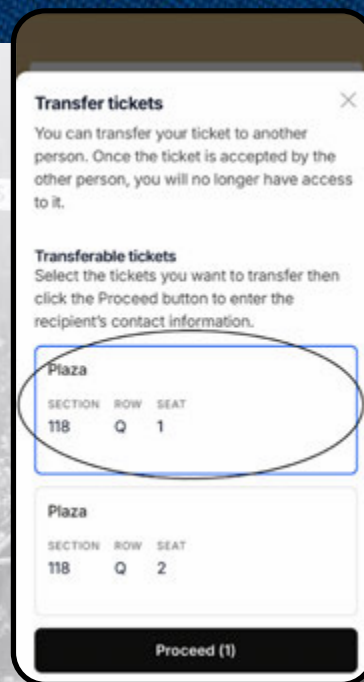 Transfer tickets
You can transfer your ticket to another
person. Once the ticket is accepted by the
other person, you will no longer have access
to it.
Transferable tickets
Select the tickets you want to transfer then
click the Proceed button to enter the
recipient's contact information.
Plaza
SECTION ROW SEAT
118 Q 1
Plaza
SECTION ROW SEAT
118 Q 2
Proceed (1)